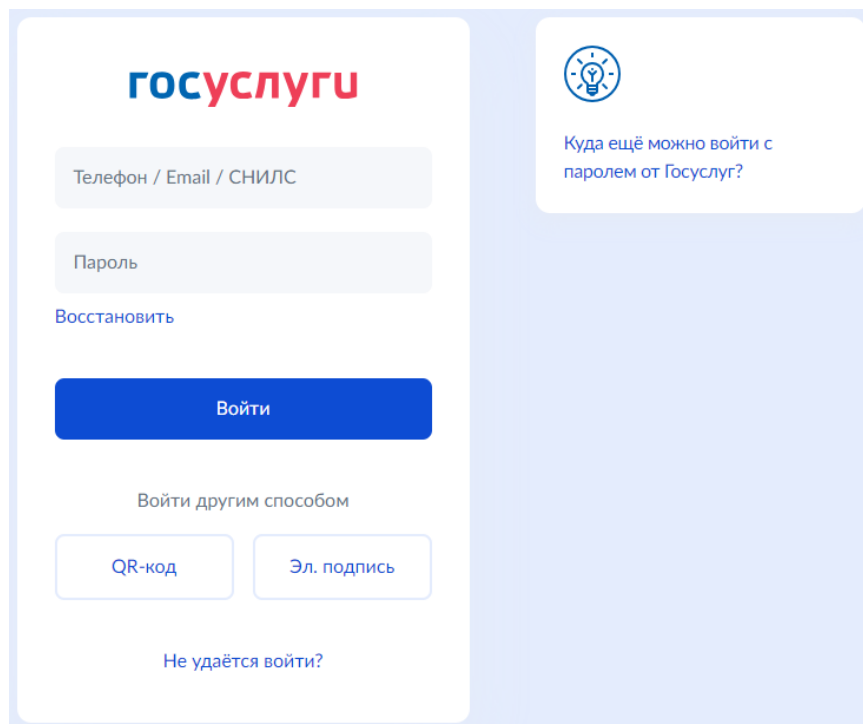 госуслуги
Телефон / Email / СНИЛС
Пароль
Восстановить
Войти
Войти другим способом
QR-код
Эл. подпись
Не удаётся войти?
Куда ещё можно войти с
паролем от Госуслуг?